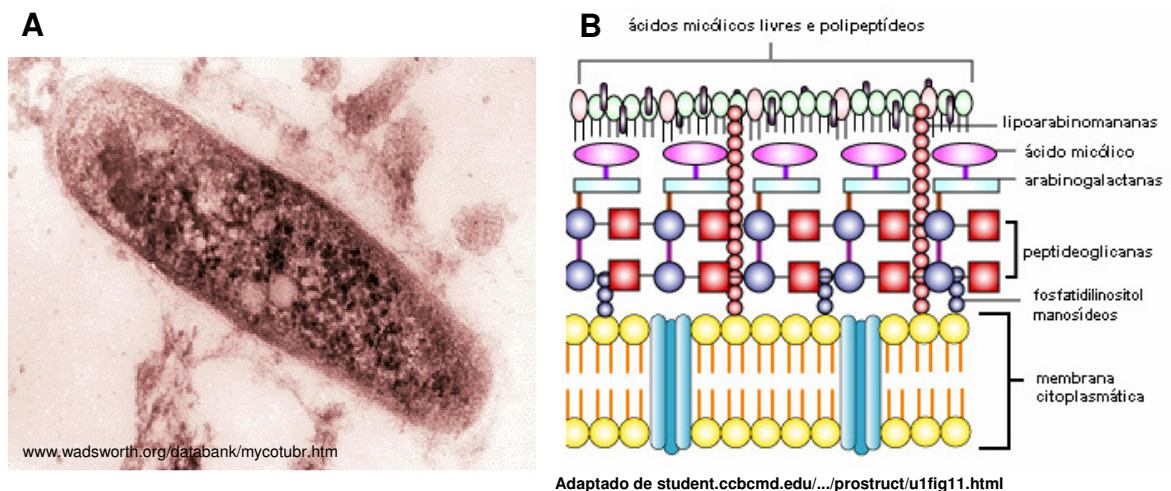 A
B
ácidos micólicos livres e polipeptídeos
lipoarabinomananas
ácido micólico
arabinogalactanas
peptideoglicanas
fosfatidilinositol
manosídeos
membrana
citoplasmática
www.wadsworth.org/databank/mycotubr.htm
Adaptado de student.ccbcmd.edu/.../prostruct/u1fig11.html